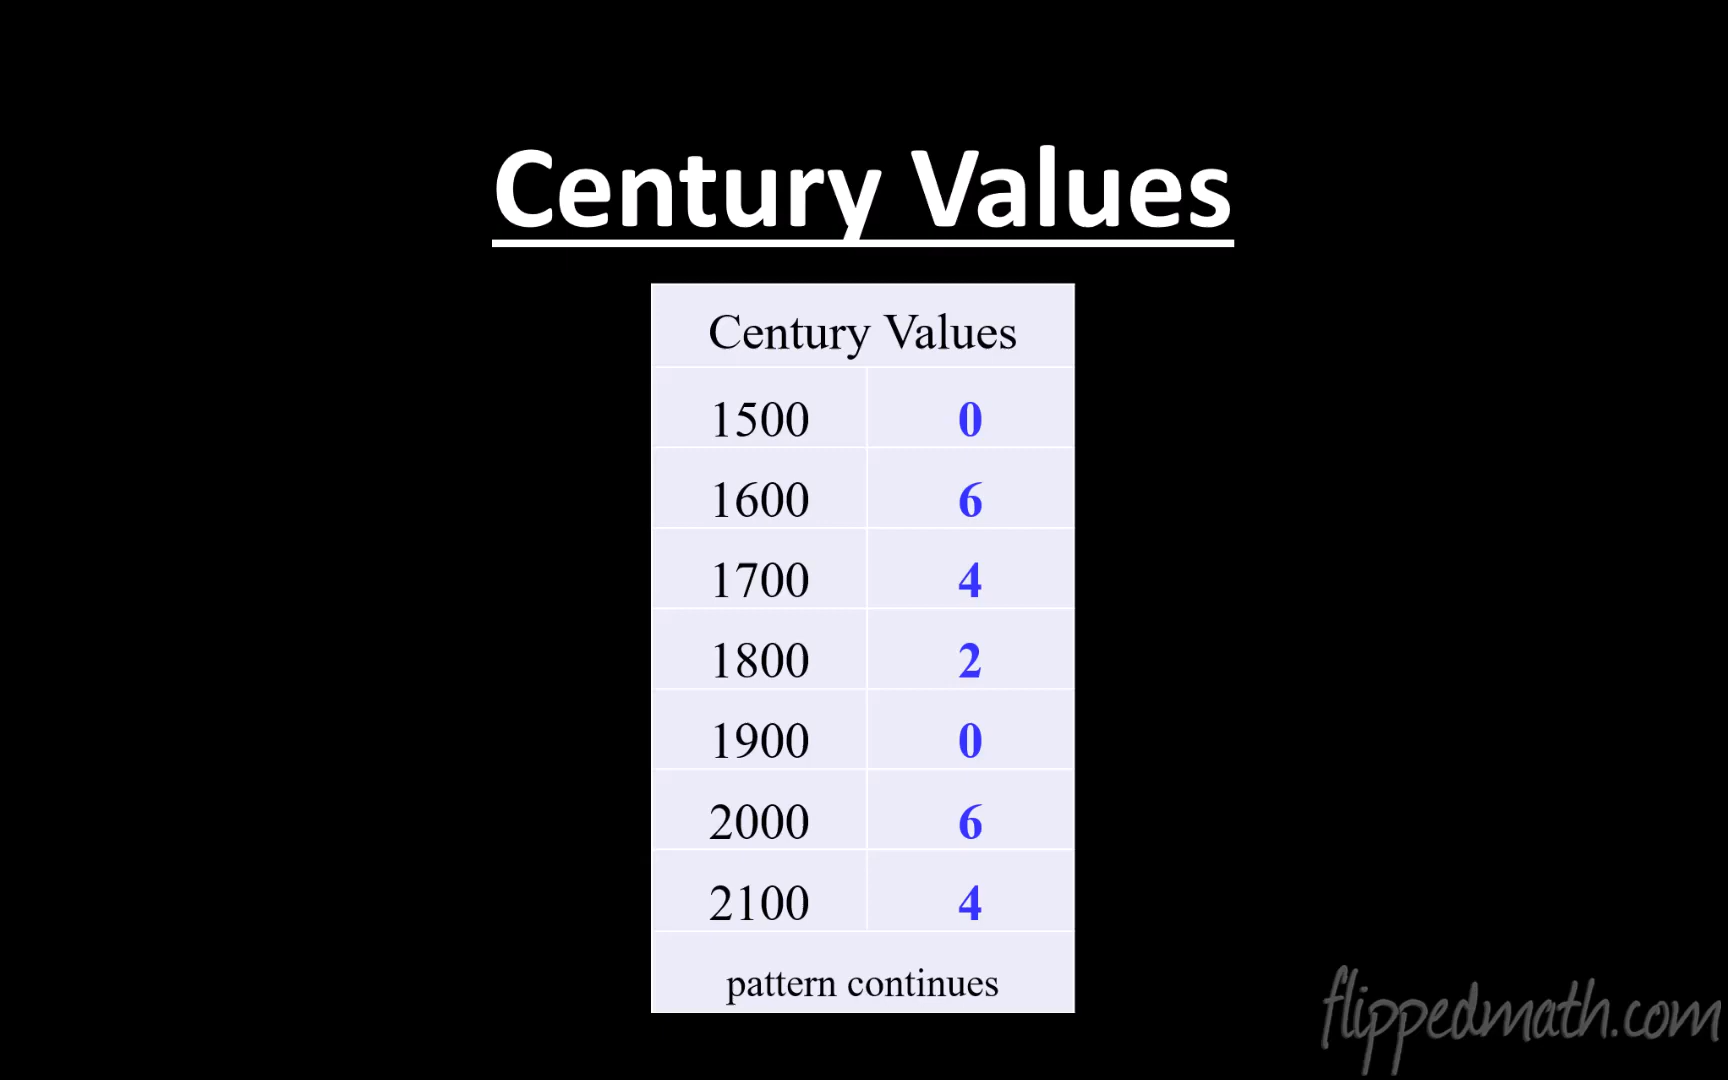 Century Values
Century Values
1500 0
1600 6
1700 4
1800 2
1900 0
2000 6
2100 4
pattern continues
flippedmath.com